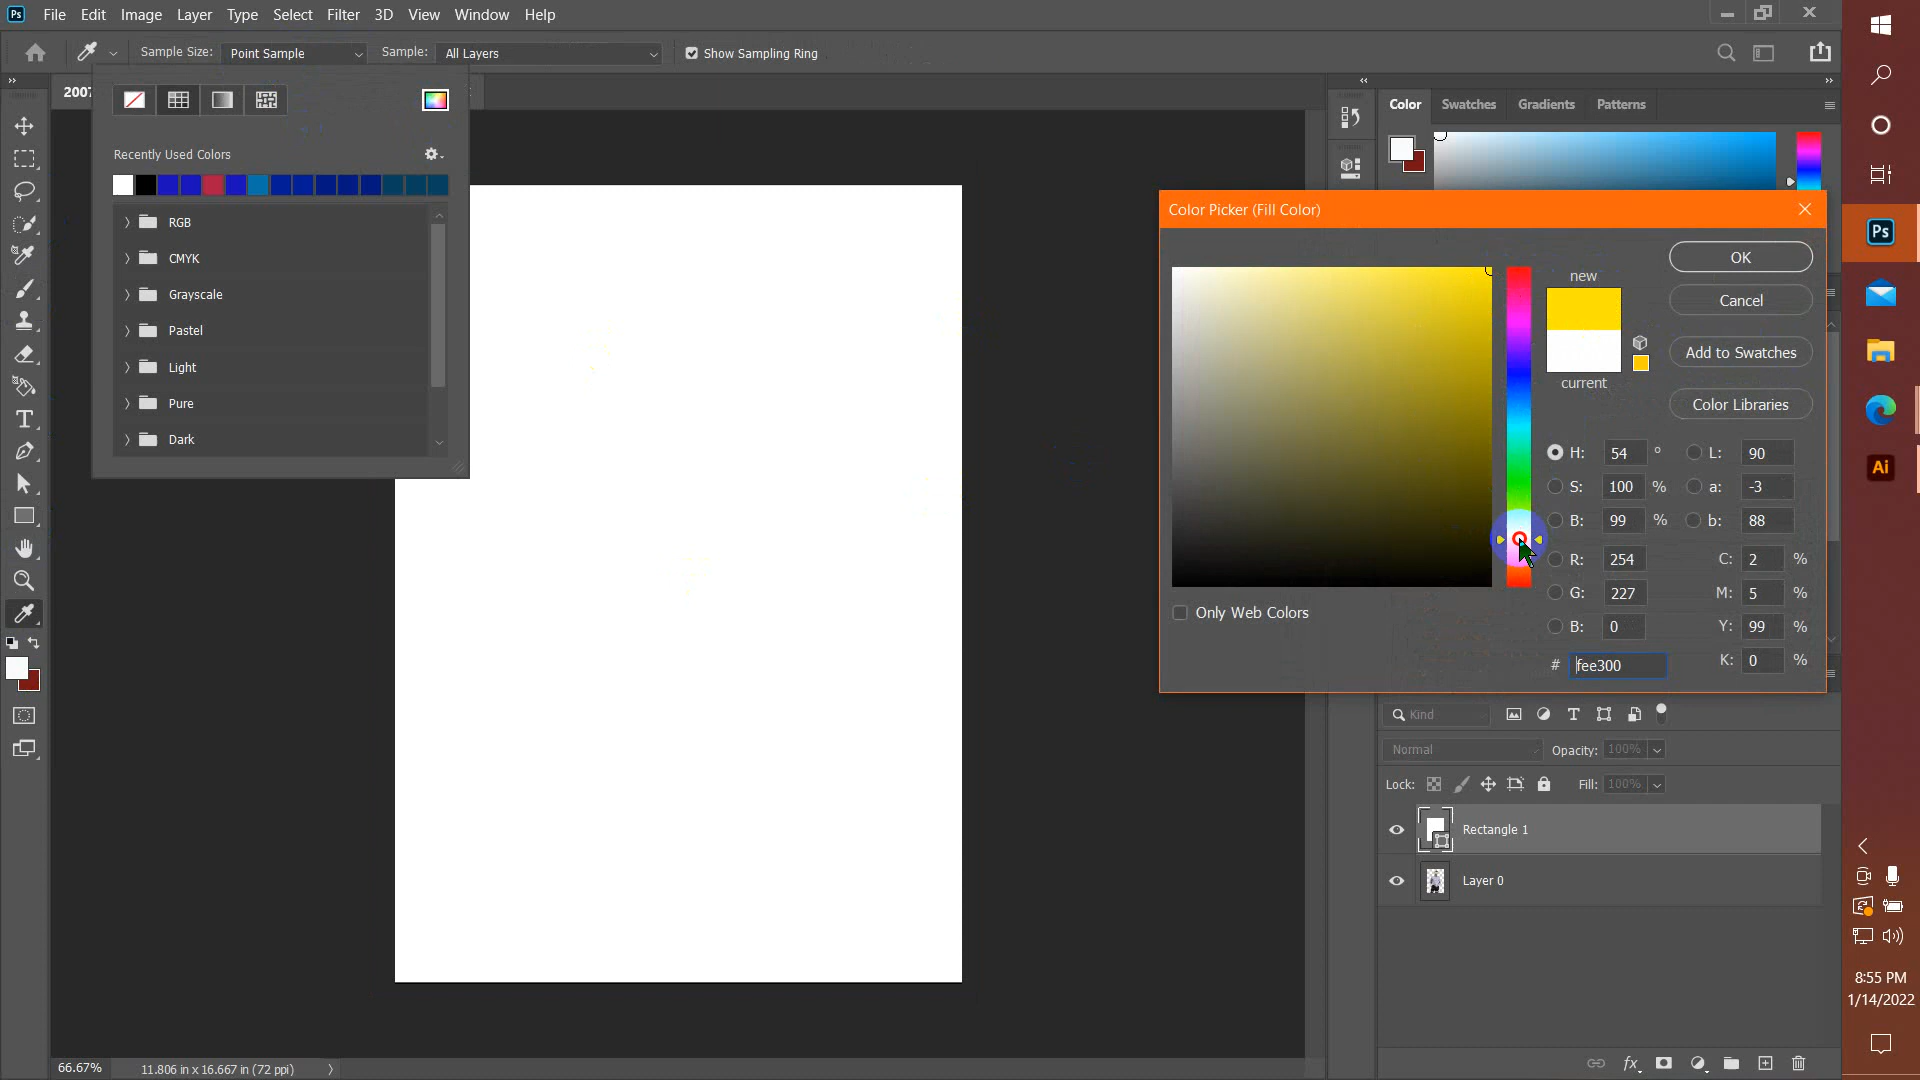 Ps File Edit Image Layer Type Select Filter 3D View Window Help
Sample Size: Point Sample Sample: All Layers Show Sampling Ring
2007
Color Swatches Gradients Patterns
Recently Used Colors
RGB
CMYK
Grayscale
Pastel
Light
Pure
Dark
Color Picker (Fill Color)
new
current
OK
Cancel
Add to Swatches
Color Libraries
H: 54 ° L: 90
S: 100 % a: -3
B: 99 % b: 88
R: 254 C: 2 %
G: 227 M: 5 %
B: 0 Y: 99 %
# fee300 K: 0 %
Only Web Colors
Kind
Normal Opacity: 100%
Lock: Fill: 100%
Rectangle 1
Layer 0
fx
66.67% 11.806 in x 16.667 in (72 ppi)
Ps
Ai
8:55 PM
1/14/2022